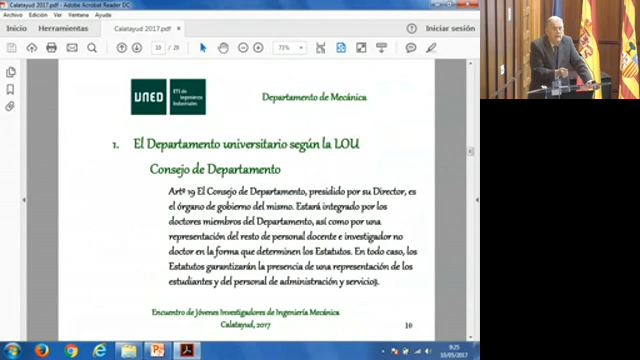 Calatayud 2017.pdf - Adobe Acrobat Reader DC
Archivo Edición Ver Ventana Ayuda
Inicio Herramientas Calatayud 2017.pdf × Iniciar sesión
10 / 29 73%
UNED
ETS de
Ingenieros
Industriales
Departamento de Mecánica
1. El Departamento universitario según la LOU
Consejo de Departamento
Artº 19 El Consejo de Departamento, presidido por su Director, es
el órgano de gobierno del mismo. Estará integrado por los
doctores miembros del Departamento, así como por una
representación del resto de personal docente e investigador no
doctor en la forma que determinen los Estatutos. En todo caso, los
Estatutos garantizarán la presencia de una representación de los
estudiantes y del personal de administración y servicios.
Encuentro de Jóvenes Investigadores de Ingeniería Mecánica
Calatayud, 2017
10
9:25
10/05/2017